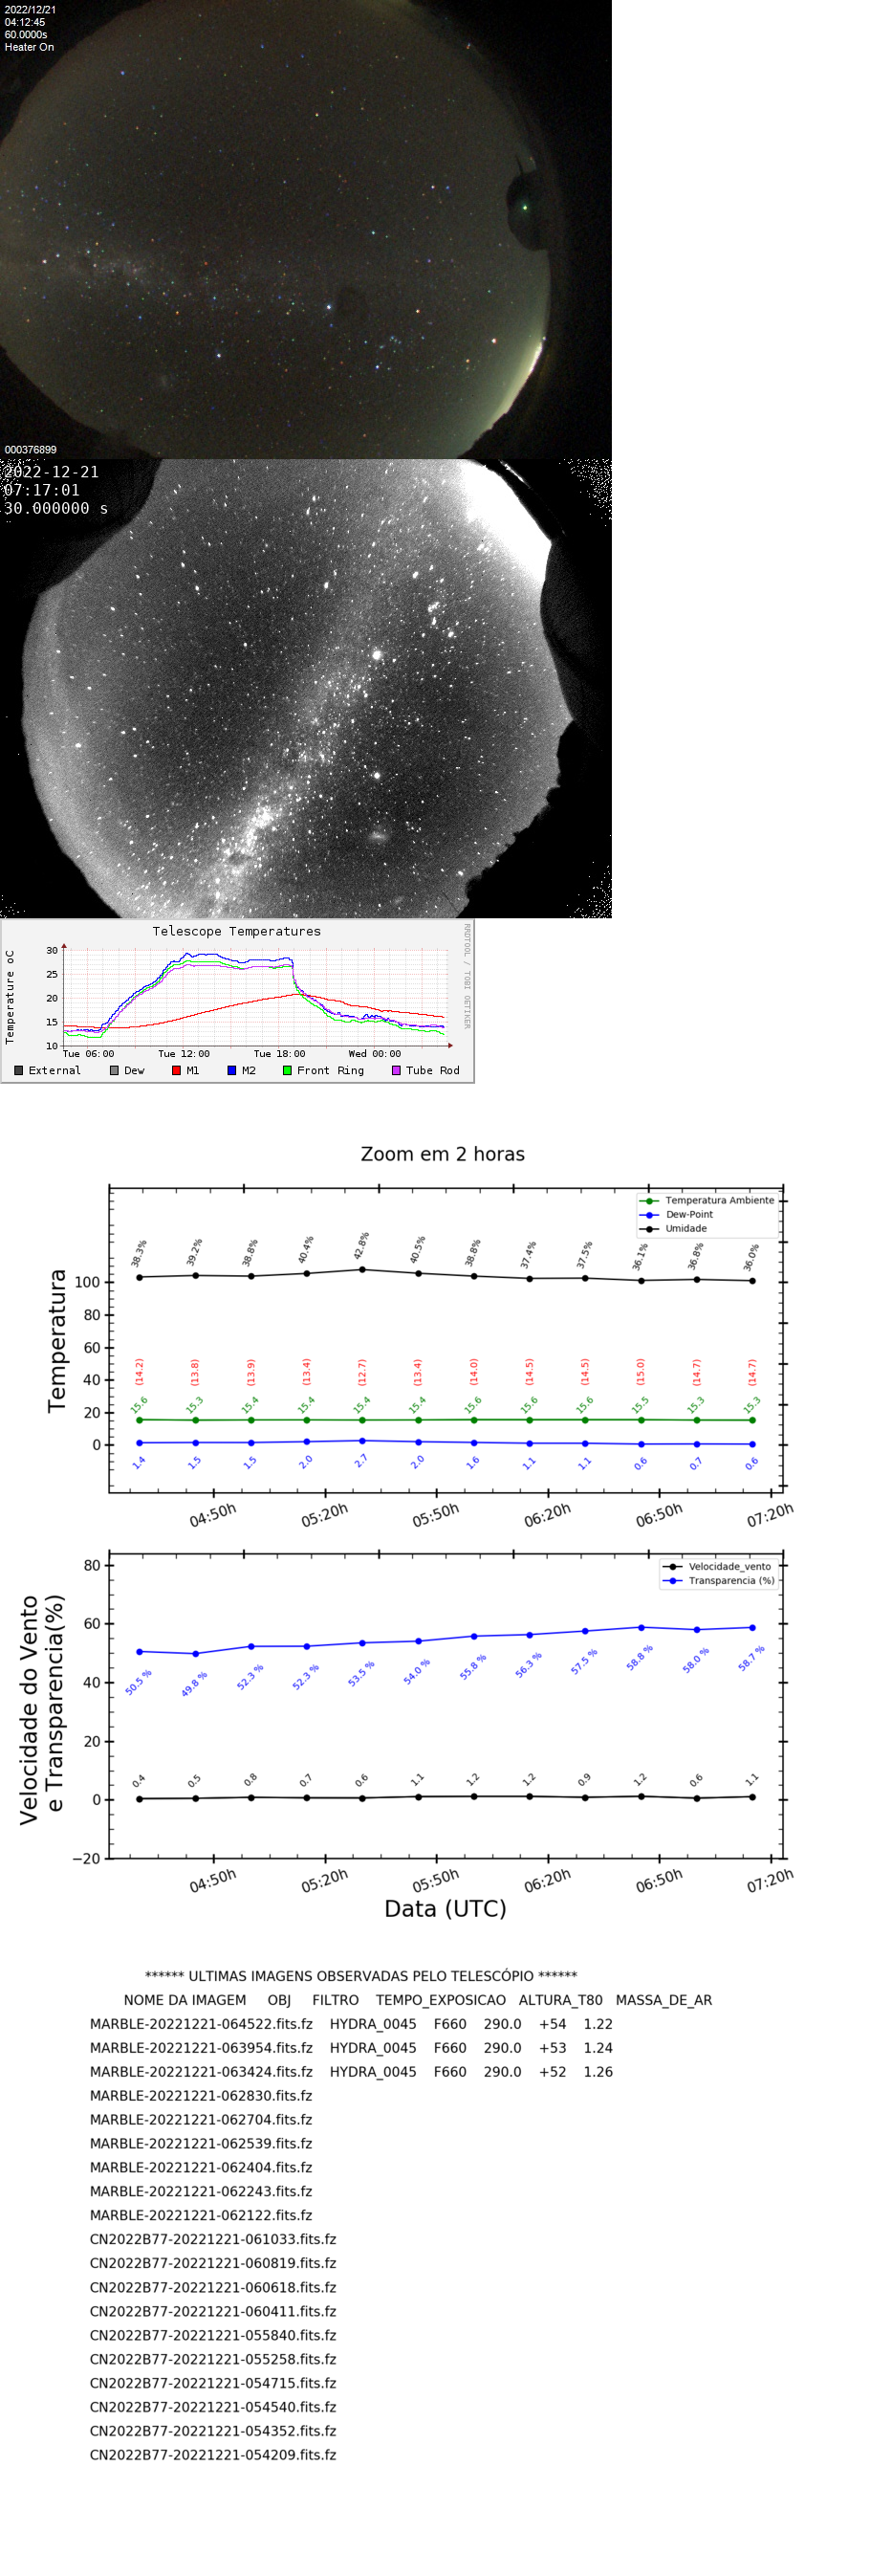 2022/12/21
04:12:45
60.0000s
Heater On
000376899
2022-12-21
07:17:01
30.000000 s
Telescope Temperatures
RRDTOOL / TOBI OETIKER
Temperature oC
30
25
20
15
10
Tue 06:00 Tue 12:00 Tue 18:00 Wed 00:00
External Dew M1 M2 Front Ring Tube Rod
Zoom em 2 horas
Temperatura Ambiente
Dew-Point
Umidade
Temperatura
100
80
60
40
20
0
38.3% 39.2% 38.8% 40.4% 42.8% 40.5% 38.8% 37.4% 37.5% 36.1% 36.8% 36.0%
(14.2) (13.8) (13.9) (13.4) (12.7) (13.4) (14.0) (14.5) (14.5) (15.0) (14.7) (14.7)
15.6 15.3 15.4 15.4 15.4 15.4 15.6 15.6 15.6 15.5 15.3 15.3
1.4 1.5 1.5 2.0 2.7 2.0 1.6 1.1 1.1 0.6 0.7 0.6
04:50h 05:20h 05:50h 06:20h 06:50h 07:20h
Velocidade_vento
Transparencia (%)
Velocidade do Vento
e Transparencia(%)
80
60
40
20
0
−20
50.5 % 49.8 % 52.3 % 52.3 % 53.5 % 54.0 % 55.8 % 56.3 % 57.5 % 58.8 % 58.0 % 58.7 %
0.4 0.5 0.8 0.7 0.6 1.1 1.2 1.2 0.9 1.2 0.6 1.1
04:50h 05:20h 05:50h 06:20h 06:50h 07:20h
Data (UTC)
****** ULTIMAS IMAGENS OBSERVADAS PELO TELESCÓPIO ******
NOME DA IMAGEM OBJ FILTRO TEMPO_EXPOSICAO ALTURA_T80 MASSA_DE_AR
MARBLE-20221221-064522.fits.fz HYDRA_0045 F660 290.0 +54 1.22
MARBLE-20221221-063954.fits.fz HYDRA_0045 F660 290.0 +53 1.24
MARBLE-20221221-063424.fits.fz HYDRA_0045 F660 290.0 +52 1.26
MARBLE-20221221-062830.fits.fz
MARBLE-20221221-062704.fits.fz
MARBLE-20221221-062539.fits.fz
MARBLE-20221221-062404.fits.fz
MARBLE-20221221-062243.fits.fz
MARBLE-20221221-062122.fits.fz
CN2022B77-20221221-061033.fits.fz
CN2022B77-20221221-060819.fits.fz
CN2022B77-20221221-060618.fits.fz
CN2022B77-20221221-060411.fits.fz
CN2022B77-20221221-055840.fits.fz
CN2022B77-20221221-055258.fits.fz
CN2022B77-20221221-054715.fits.fz
CN2022B77-20221221-054540.fits.fz
CN2022B77-20221221-054352.fits.fz
CN2022B77-20221221-054209.fits.fz